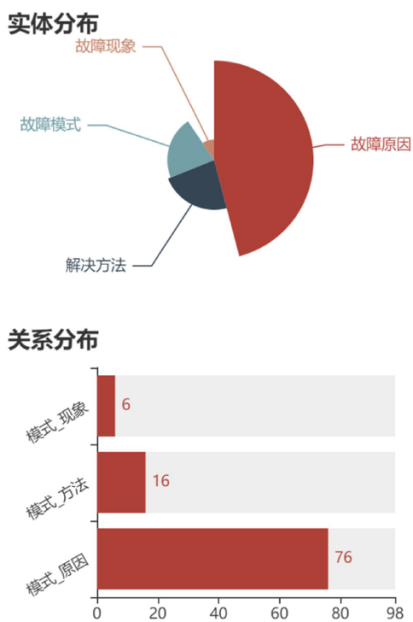 实体分布
故障现象
故障模式
故障原因
解决方法
关系分布
模式_现象
6
模式_方法
16
模式_原因
76
0 20 40 60 80 98